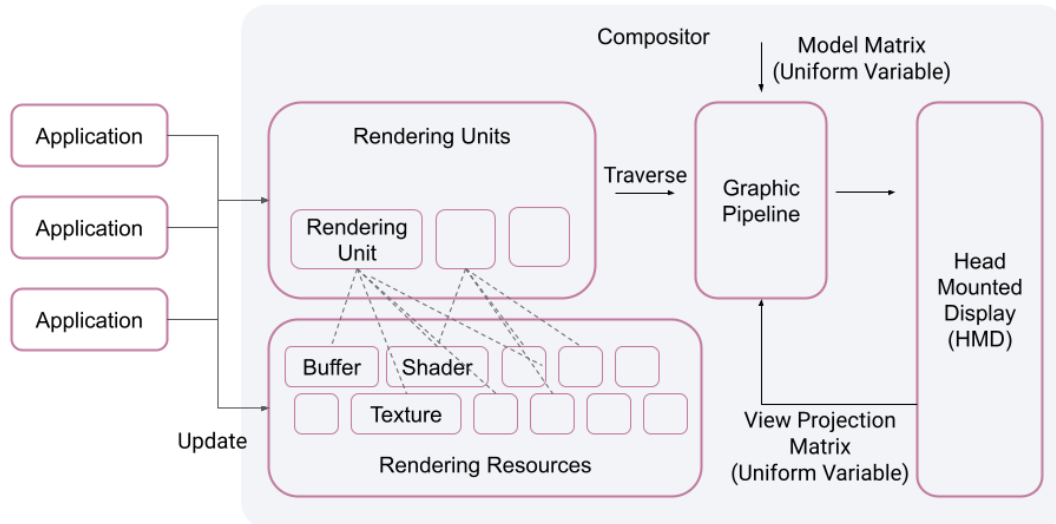 Compositor
Model Matrix
(Uniform Variable)
Application
Application
Application
Rendering Units
Rendering
Unit
Traverse
Graphic
Pipeline
Head
Mounted
Display
(HMD)
Buffer
Shader
Texture
Rendering Resources
Update
View Projection
Matrix
(Uniform Variable)